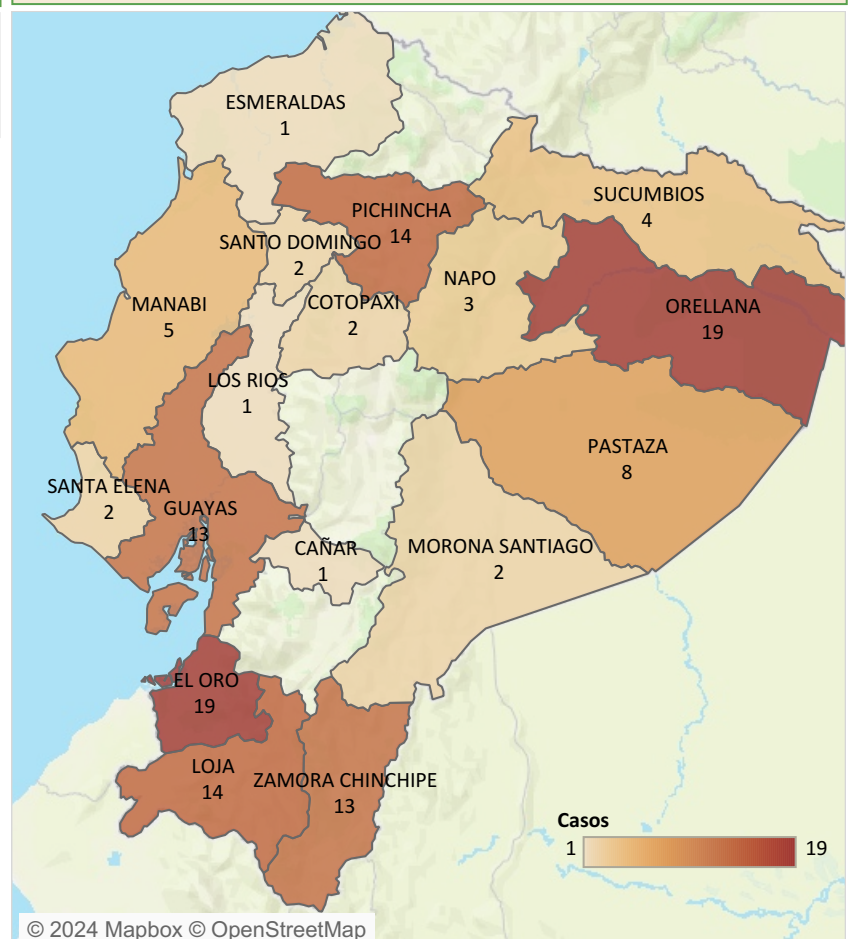 ESMERALDAS
1
SUCUMBIOS
4
PICHINCHA
14
SANTO DOMINGO
2
NAPO
3
COTOPAXI
2
MANABI
5
ORELLANA
19
LOS RIOS
1
PASTAZA
8
SANTA ELENA
2
GUAYAS
13
CAÑAR
1
MORONA SANTIAGO
2
EL ORO
19
LOJA
14
ZAMORA CHINCHIPE
13
Casos
1 19
© 2024 Mapbox © OpenStreetMap